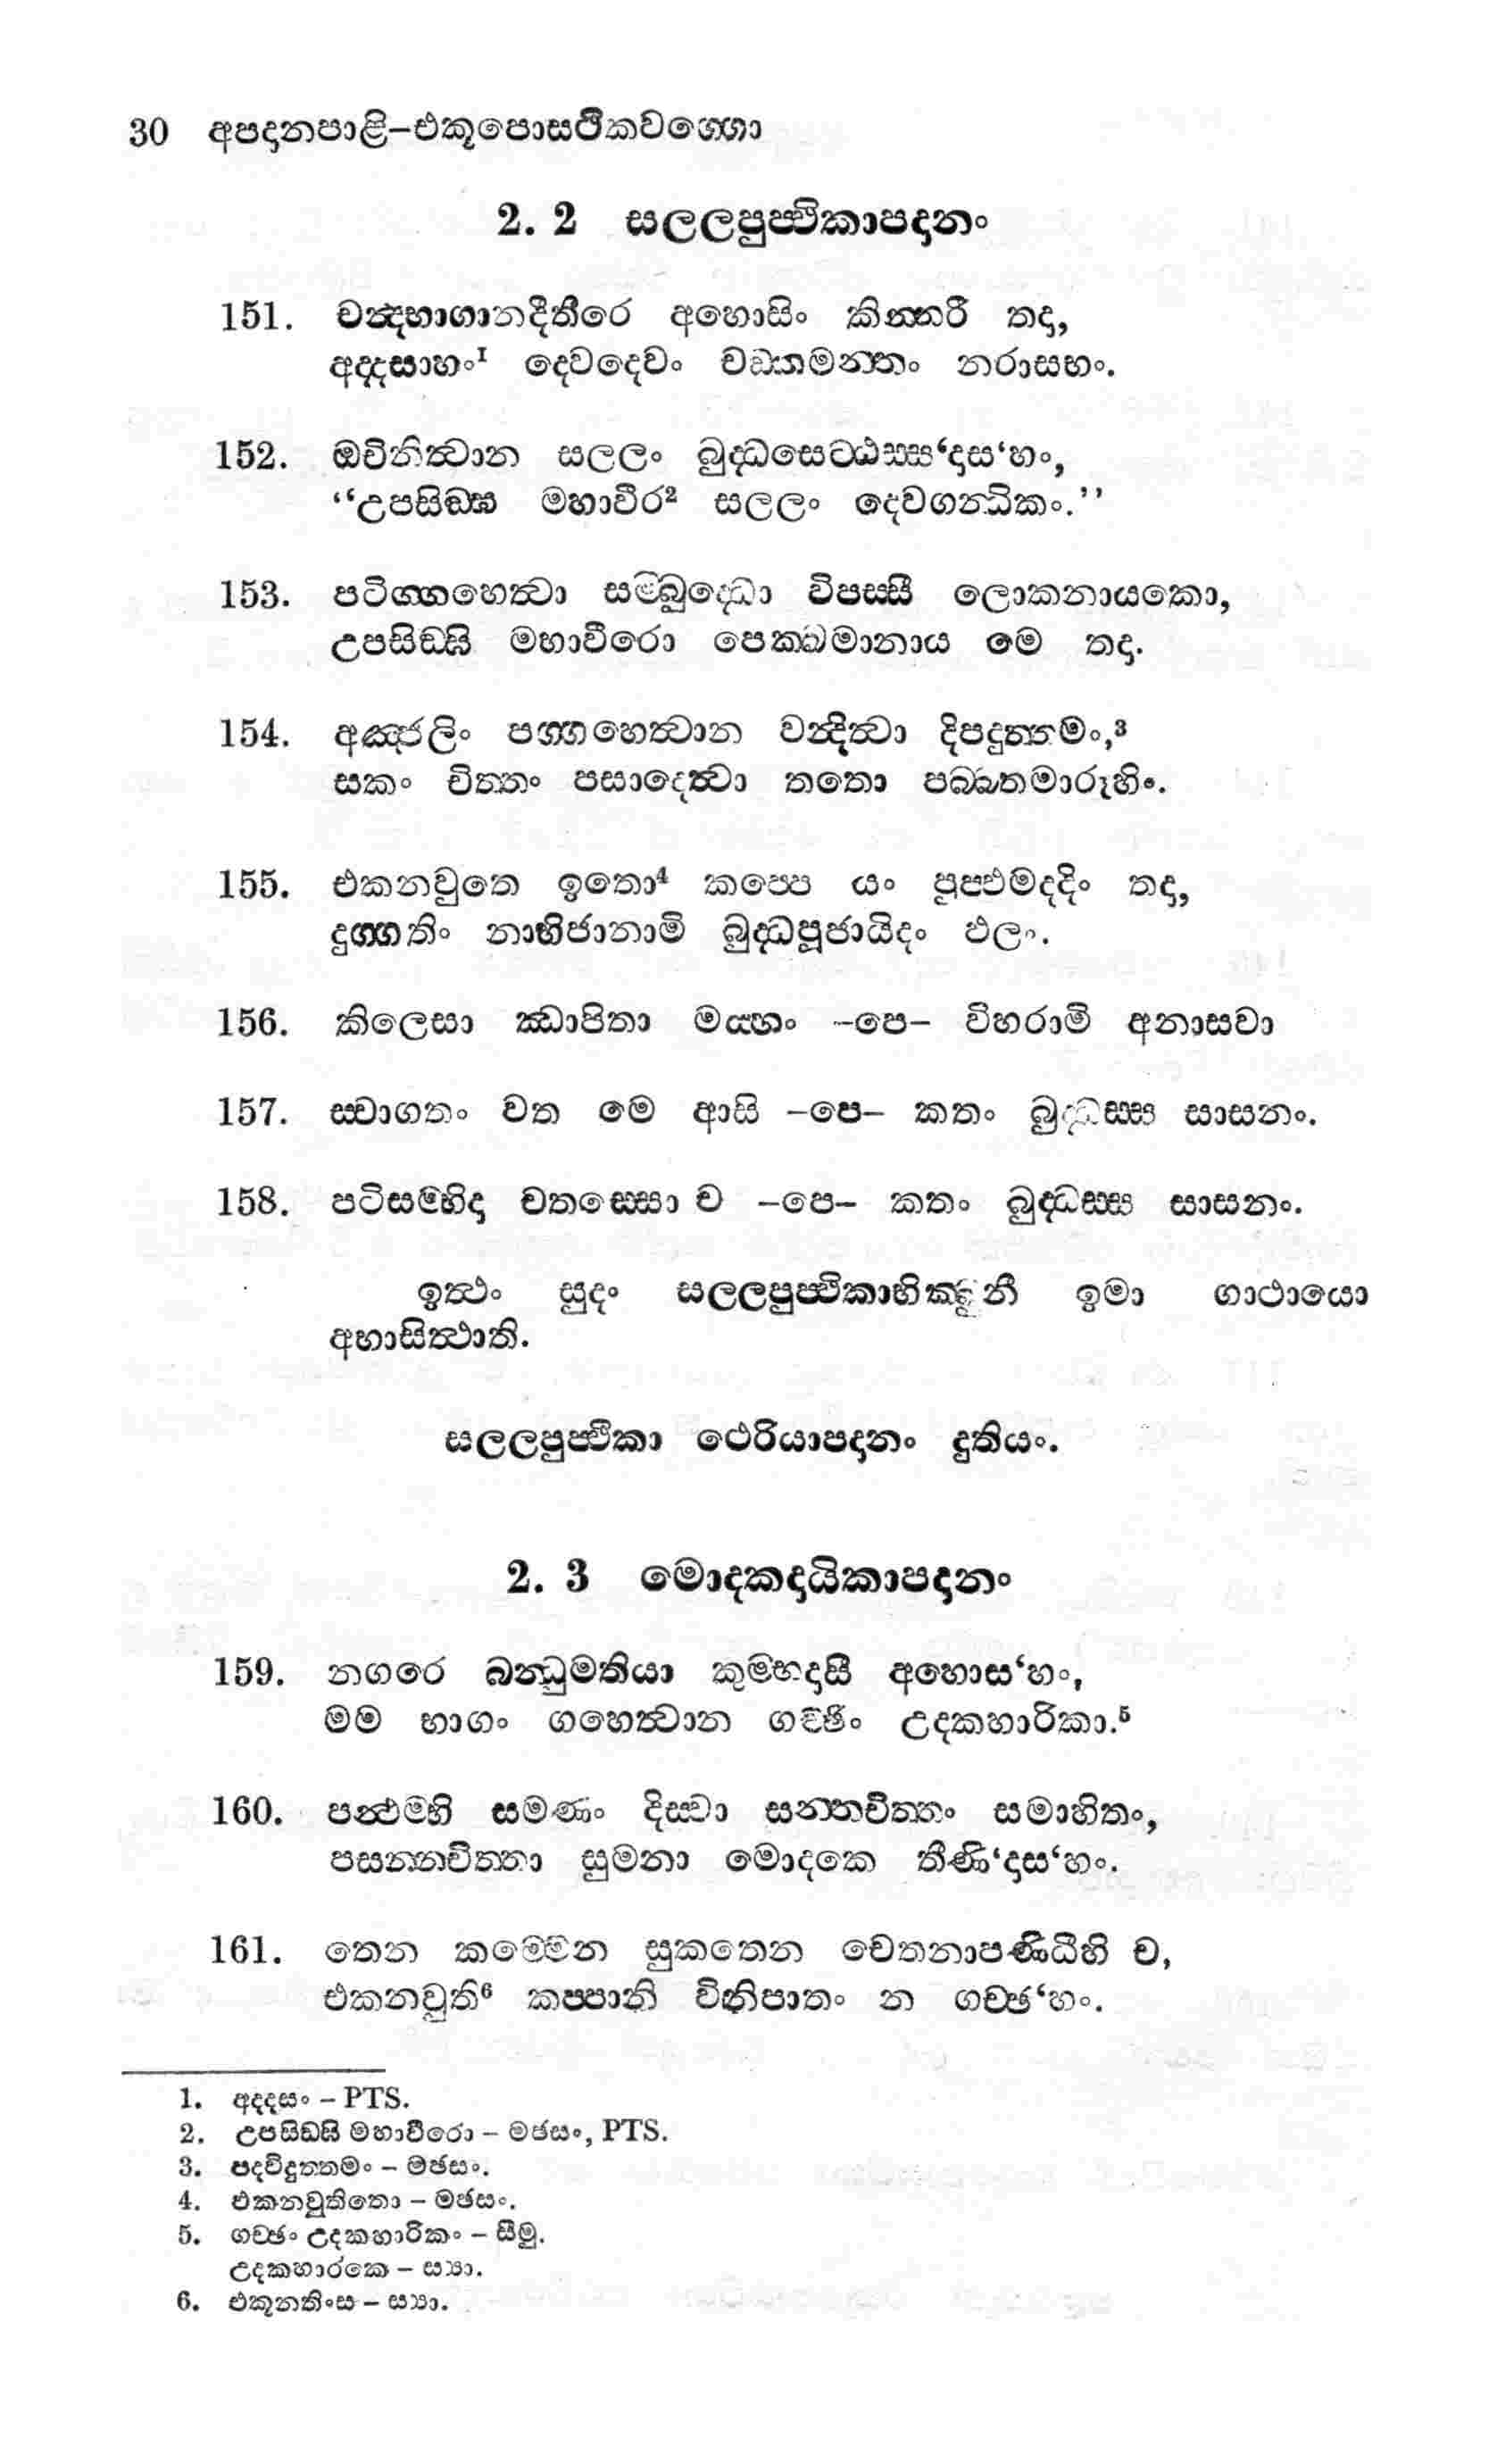 30 අපදානපාළි–එකූපොසථිකවග්ගො
2. 2 සලලපුප්ඵිකාපදානං
151. චන්දභාගානදීතීරෙ අහොසිං කින්නරී තදා,
අද්දසාහං¹ දෙවදෙවං චඞ්කමන්තං නරාසභං.
152. ඔචිනිත්වාන සලලං බුද්ධසෙට්ඨස්ස‘දාස‘හං,
‘‘උපසිඞ්ඝ මහාවීර² සලලං දෙවගන්ධිකං.’’
153. පටිග්ගහෙත්වා සම්බුද්ධො විපස්සී ලොකනායකො,
උපසිඞ්ඝි මහාවීරො පෙක්ඛමානාය මෙ තදා.
154. අඤ්ජලිං පග්ගහෙත්වාන වන්දිත්වා දිපදුත්තමං,³
සකං චිත්තං පසාදෙත්වා තතො පබ්බතමාරුහිං.
155. එකනවුතෙ ඉතො⁴ කප්පෙ යං පුප්ඵමදදිං තදා,
දුග්ගතිං නාභිජානාමි බුද්ධපූජායිදං ඵලං.
156. කිලෙසා ඣාපිතා මය්හං –පෙ– විහරාමි අනාසවා
157. ස්වාගතං වත මෙ ආසි –පෙ– කතං බුද්ධස්ස සාසනං.
158. පටිසම්භිදා චතස්සො ච –පෙ– කතං බුද්ධස්ස සාසනං.
ඉත්ථං සුදං සලලපුප්ඵිකාභික්ඛුනී ඉමා ගාථායො
අභාසිත්ථාති.
සලලපුප්ඵිකා ථෙරියාපදානං දුතියං.
2. 3 මොදකදායිකාපදානං
159. නගරෙ බන්ධුමතියා කුම්භදාසී අහොස‘හං,
මම භාගං ගහෙත්වාන ගච්ඡිං උදකහාරිකා.⁵
160. පන්ථම්හි සමණං දිස්වා සන්තචිත්තං සමාහිතං,
පසන්නචිත්තා සුමනා මොදකෙ තීණි‘දාස‘හං.
161. තෙන කම්මෙන සුකතෙන චෙතනාපණිධීහි ච,
එකනවුති⁶ කප්පානි විනිපාතං න ගච්ඡ‘හං.
1. අද්දසං – PTS.
2. උපසිඞ්ඝි මහාවීරො – මඡසං, PTS.
3. පදවිදුත්තමං – මඡසං.
4. එකනවුතිතො – මඡසං.
5. ගච්ඡං උදකහාරිකං – සීමු.
උදකහාරකෙ – ස්‍යා.
6. එකූනතිංස – ස්‍යා.